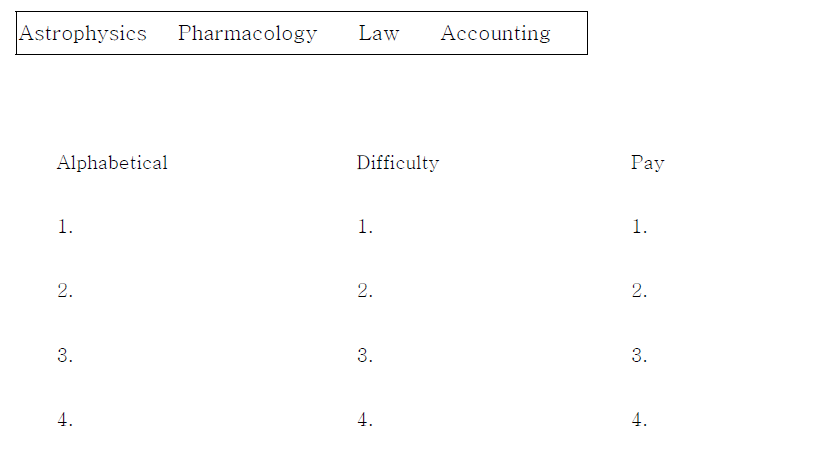 Astrophysics Pharmacology Law Accounting
Alphabetical Difficulty Pay
1. 1. 1.
2. 2. 2.
3. 3. 3.
4. 4. 4.